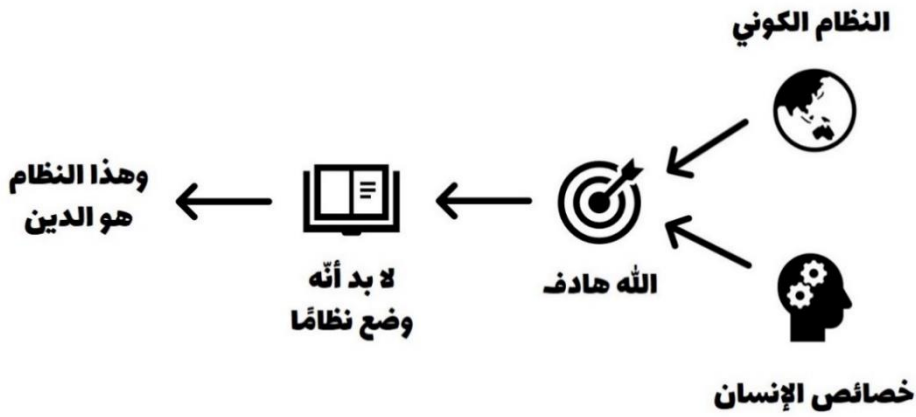 النظام الكوني
خصائص الإنسان
الله هادف
لا بد أنّه
وضع نظامًا
وهذا النظام
هو الدين